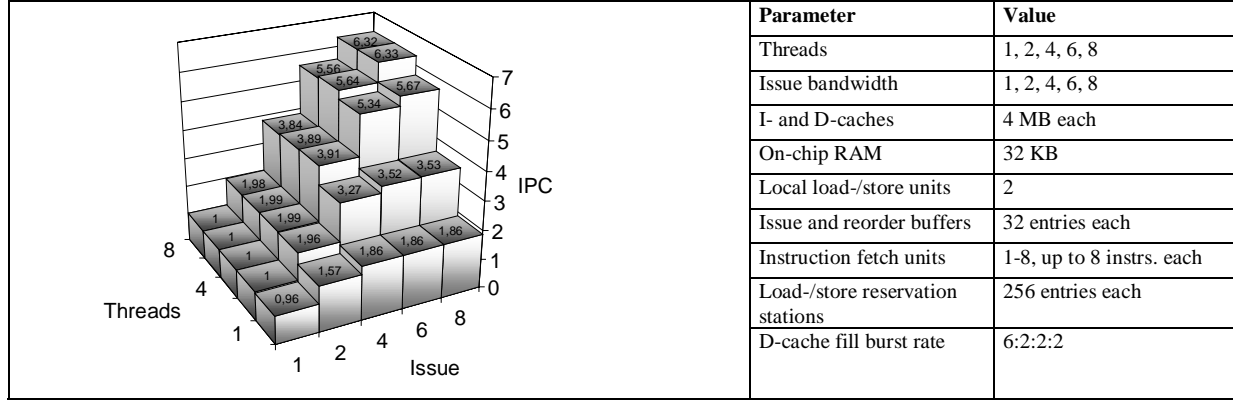 6,32
6,33
5,56
5,64
5,67
5,34
3,84
3,89
3,91
3,52
3,53
3,27
1,98
1,99
1,99
1,96
1,86
1,86
1,86
1,57
1
1
1
1
0,96
7
6
5
4
3
2
1
0
IPC
8
4
1
Threads
1
2
4
6
8
Issue
Parameter Value
Threads 1, 2, 4, 6, 8
Issue bandwidth 1, 2, 4, 6, 8
I- and D-caches 4 MB each
On-chip RAM 32 KB
Local load-/store units 2
Issue and reorder buffers 32 entries each
Instruction fetch units 1-8, up to 8 instrs. each
Load-/store reservation 256 entries each
stations
D-cache fill burst rate 6:2:2:2